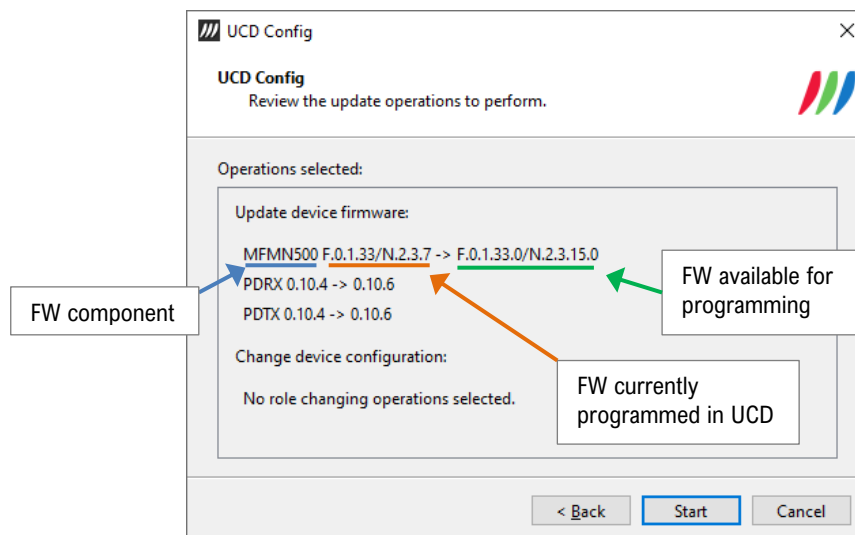 UCD Config
UCD Config
Review the update operations to perform.
Operations selected:
Update device firmware:
MFMN500 F.0.1.33/N.2.3.7 -> F.0.1.33.0/N.2.3.15.0
PDRX 0.10.4 -> 0.10.6
PDTX 0.10.4 -> 0.10.6
FW component
FW available for
programming
Change device configuration:
No role changing operations selected.
FW currently
programmed in UCD
< Back
Start
Cancel